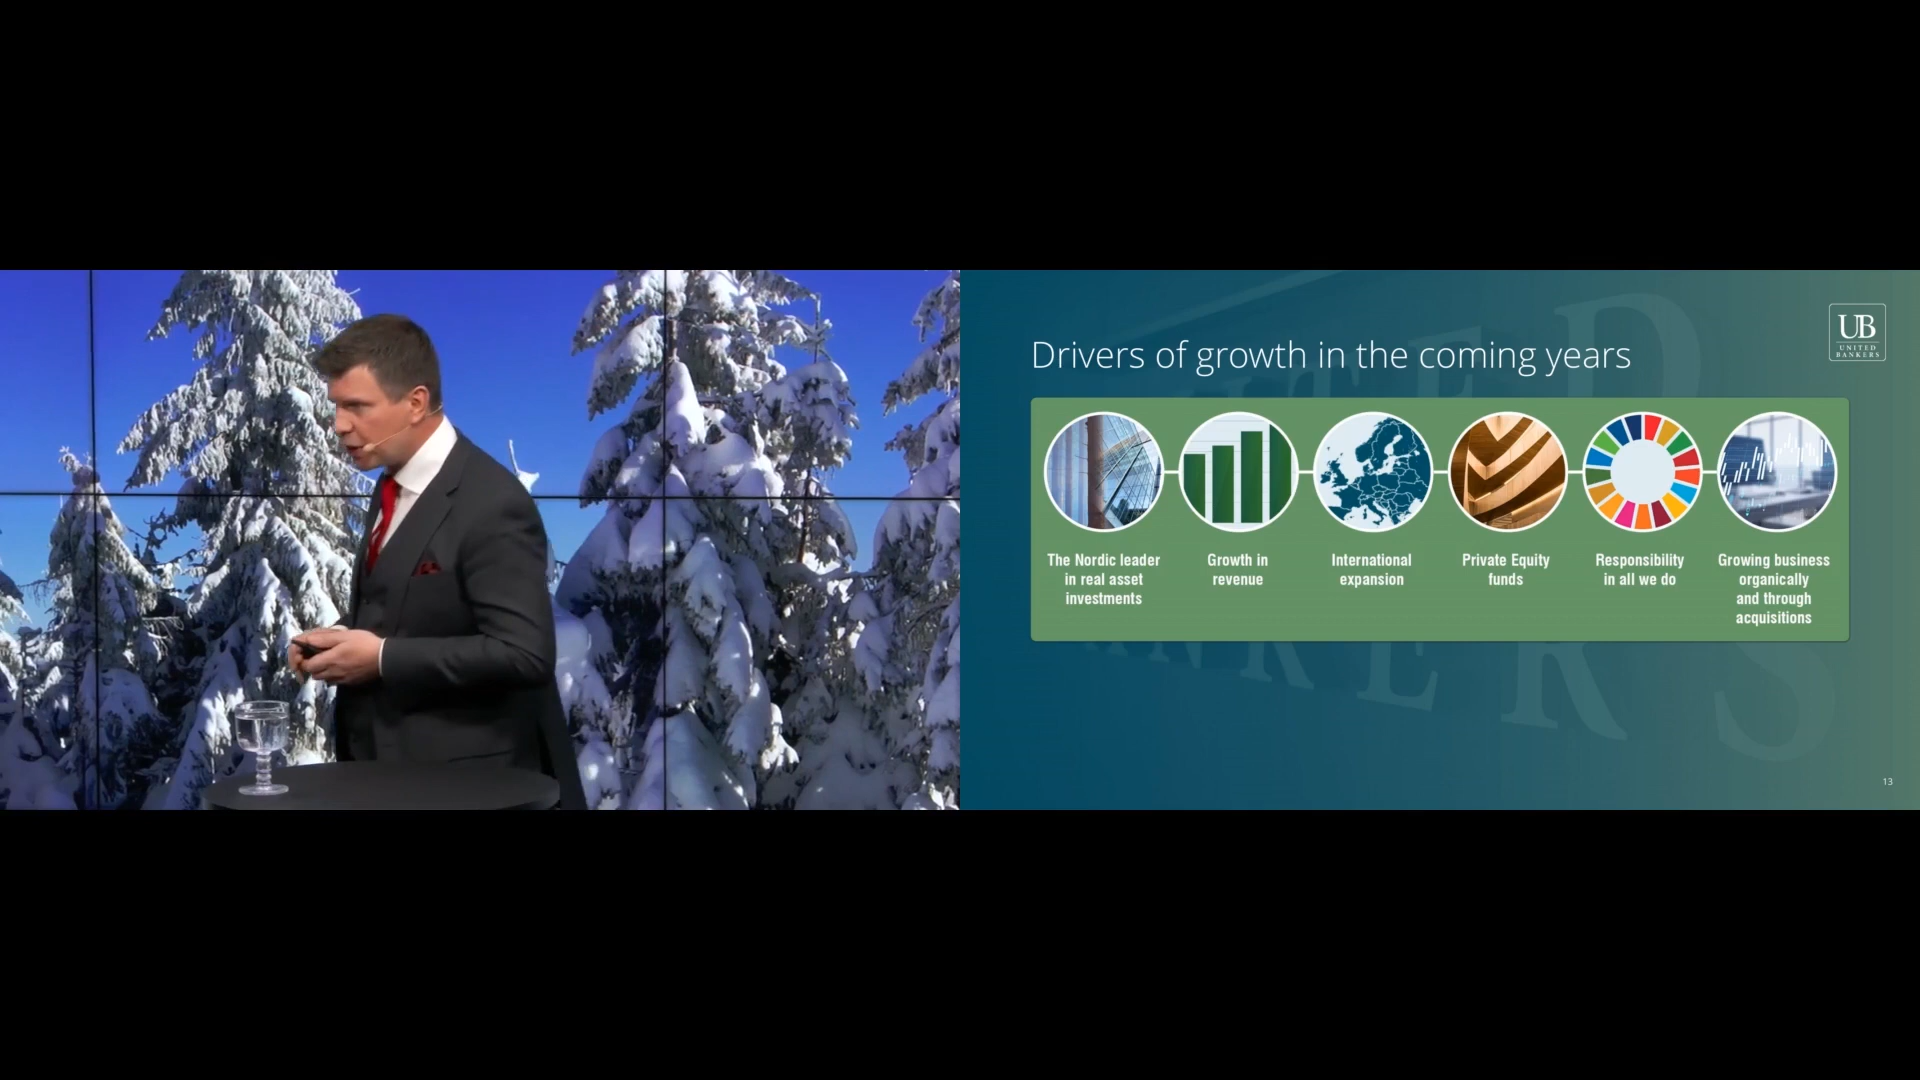 Drivers of growth in the coming years
UB
UNITED
BANKERS
The Nordic leader
in real asset
investments
Growth in
revenue
International
expansion
Private Equity
funds
Responsibility
in all we do
Growing business
organically
and through
acquisitions
13